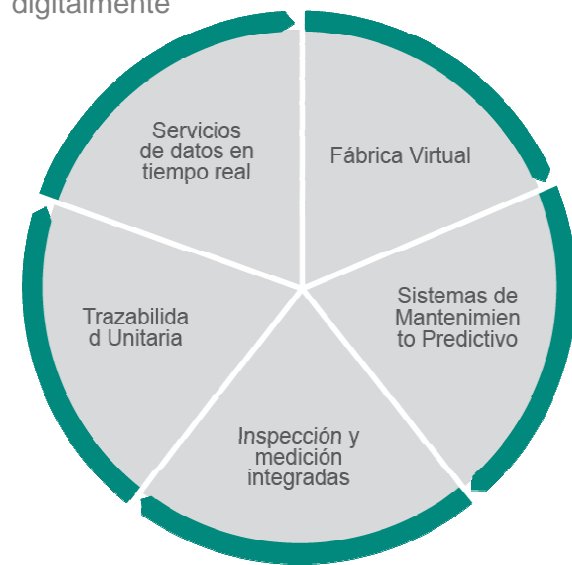 digitalmente
Servicios
de datos en
tiempo real
Fábrica Virtual
Sistemas de
Mantenimien
to Predictivo
Trazabilida
d Unitaria
Inspección y
medición
integradas